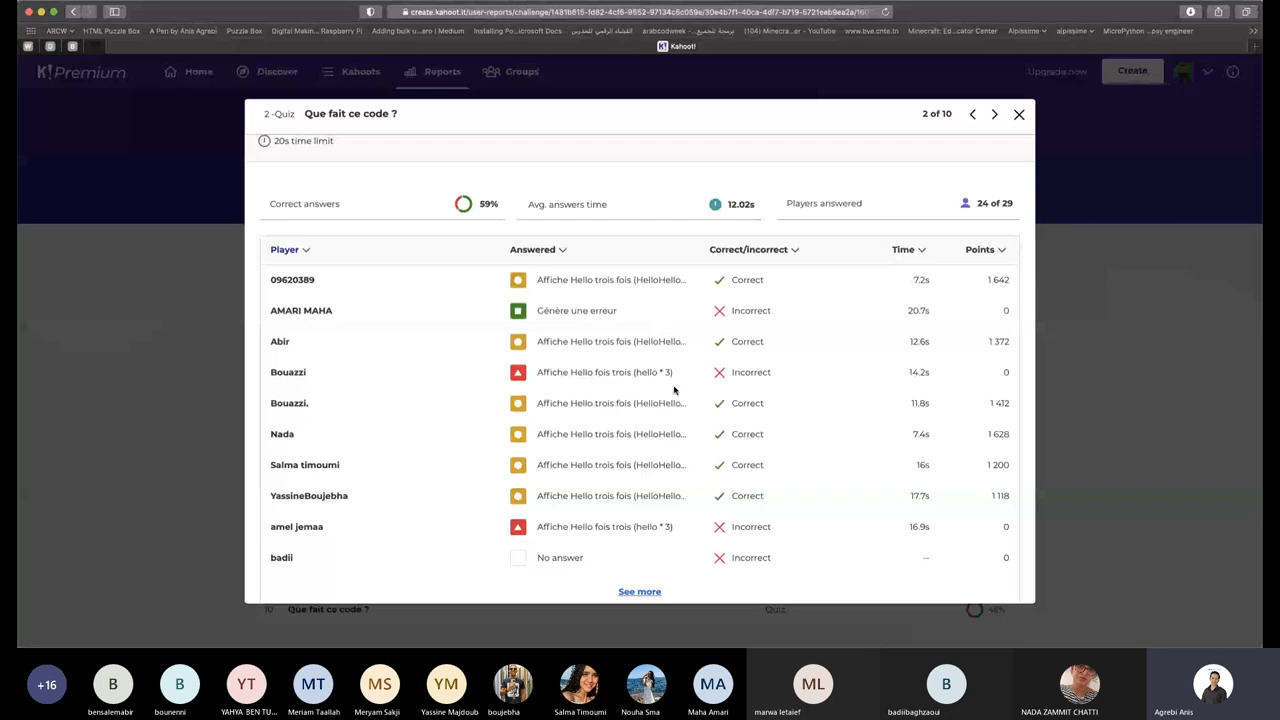 create.kahoot.it/user-reports/challenge/1481b515-fd82-4cf6-9552-97134c5c059e/30e4b7f1-40ca-4df7-b719-5721eeb9ea2a/160
ARCW
HTML Puzzle Box
A Pen by Anis Agrebi
Puzzle Box
Digital Makin... Raspberry Pi
Adding bulk u...ero | Medium
Installing Po...icrosoft Docs
الفضاء الرقمي للمدرس
arabcodeweek - برمجة للجميع
(104) Minecra...er - YouTube
www.bve.cnte.tn
Minecraft: Ed...cator Center
Alpissime
alpissime
MicroPython ...psy engineer
W
B
Kahoot!
K! Premium
Home
Discover
Kahoots
Reports
Groups
Upgrade now
Create
2 -Quiz Que fait ce code ?
2 of 10
20s time limit
Correct answers 59%
Avg. answers time 12.02s
Players answered 24 of 29
Player Answered Correct/incorrect Time Points
09620389 Affiche Hello trois fois (HelloHello... Correct 7.2s 1 642
AMARI MAHA Génère une erreur Incorrect 20.7s 0
Abir Affiche Hello trois fois (HelloHello... Correct 12.6s 1 372
Bouazzi Affiche Hello fois trois (hello * 3) Incorrect 14.2s 0
Bouazzi. Affiche Hello trois fois (HelloHello... Correct 11.8s 1 412
Nada Affiche Hello trois fois (HelloHello... Correct 7.4s 1 628
Salma timoumi Affiche Hello trois fois (HelloHello... Correct 16s 1 200
YassineBoujebha Affiche Hello trois fois (HelloHello... Correct 17.7s 1 118
amel jemaa Affiche Hello fois trois (hello * 3) Incorrect 16.9s 0
badii No answer Incorrect -- 0
See more
10 Que fait ce code ? Quiz 48%
+16
B
B
YT
MT
MS
YM
MA
ML
B
bensalemabir
bounenni
YAHYA BEN TU...
Meriam Taallah
Meryam Sakji
Yassine Majdoub
boujebha
Salma Timoumi
Nouha Sma
Maha Amari
marwa letaief
badiibaghzaoui
NADA ZAMMIT CHATTI
Agrebi Anis